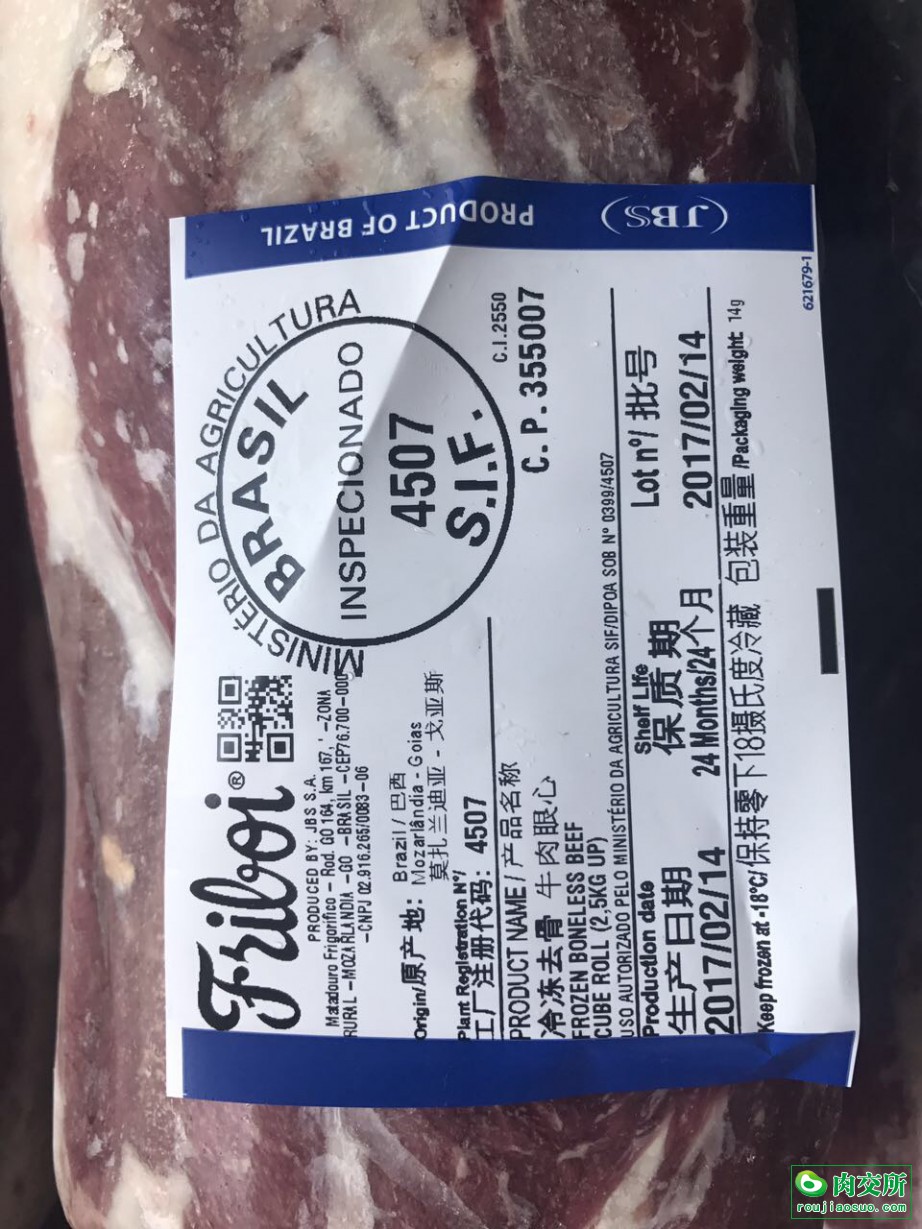 Friboi®
PRODUCED BY: JBS S.A.
Matadouro Frigorífico – Rod. GO 164, km 167, ' –ZONA
RURAL –MOZARLANDIA –GO –BRASIL –CEP76.700-000
–CNPJ 02.916.265/0083-06
MINISTÉRIO DA AGRICULTURA
BRASIL
INSPECIONADO
4507
S.I.F.
C.I.2550
C. P. 355007
Origin/原产地: Brazil / 巴西
Mozarlândia - Goias
莫扎兰迪亚 - 戈亚斯
Plant Registration Nº/
工厂注册代码: 4507
PRODUCT NAME / 产品名称
冷冻去骨 牛肉眼心
FROZEN BONELESS BEEF
CUBE ROLL (2,5KG UP)
USO AUTORIZADO PELO MINISTÉRIO DA AGRICULTURA SIF/DIPOA SOB Nº 0399/4507
Production date
生产日期
2017/02/14
Shelf Life
保质期
24 Months/24个月
Lot nº/ 批号
2017/02/14
Keep frozen at -18°C/保持零下18摄氏度冷藏 包装重量/Packaging weight: 14g
PRODUCT OF BRAZIL
(JBS)
621679-1
肉交所
roujiaosuo.com